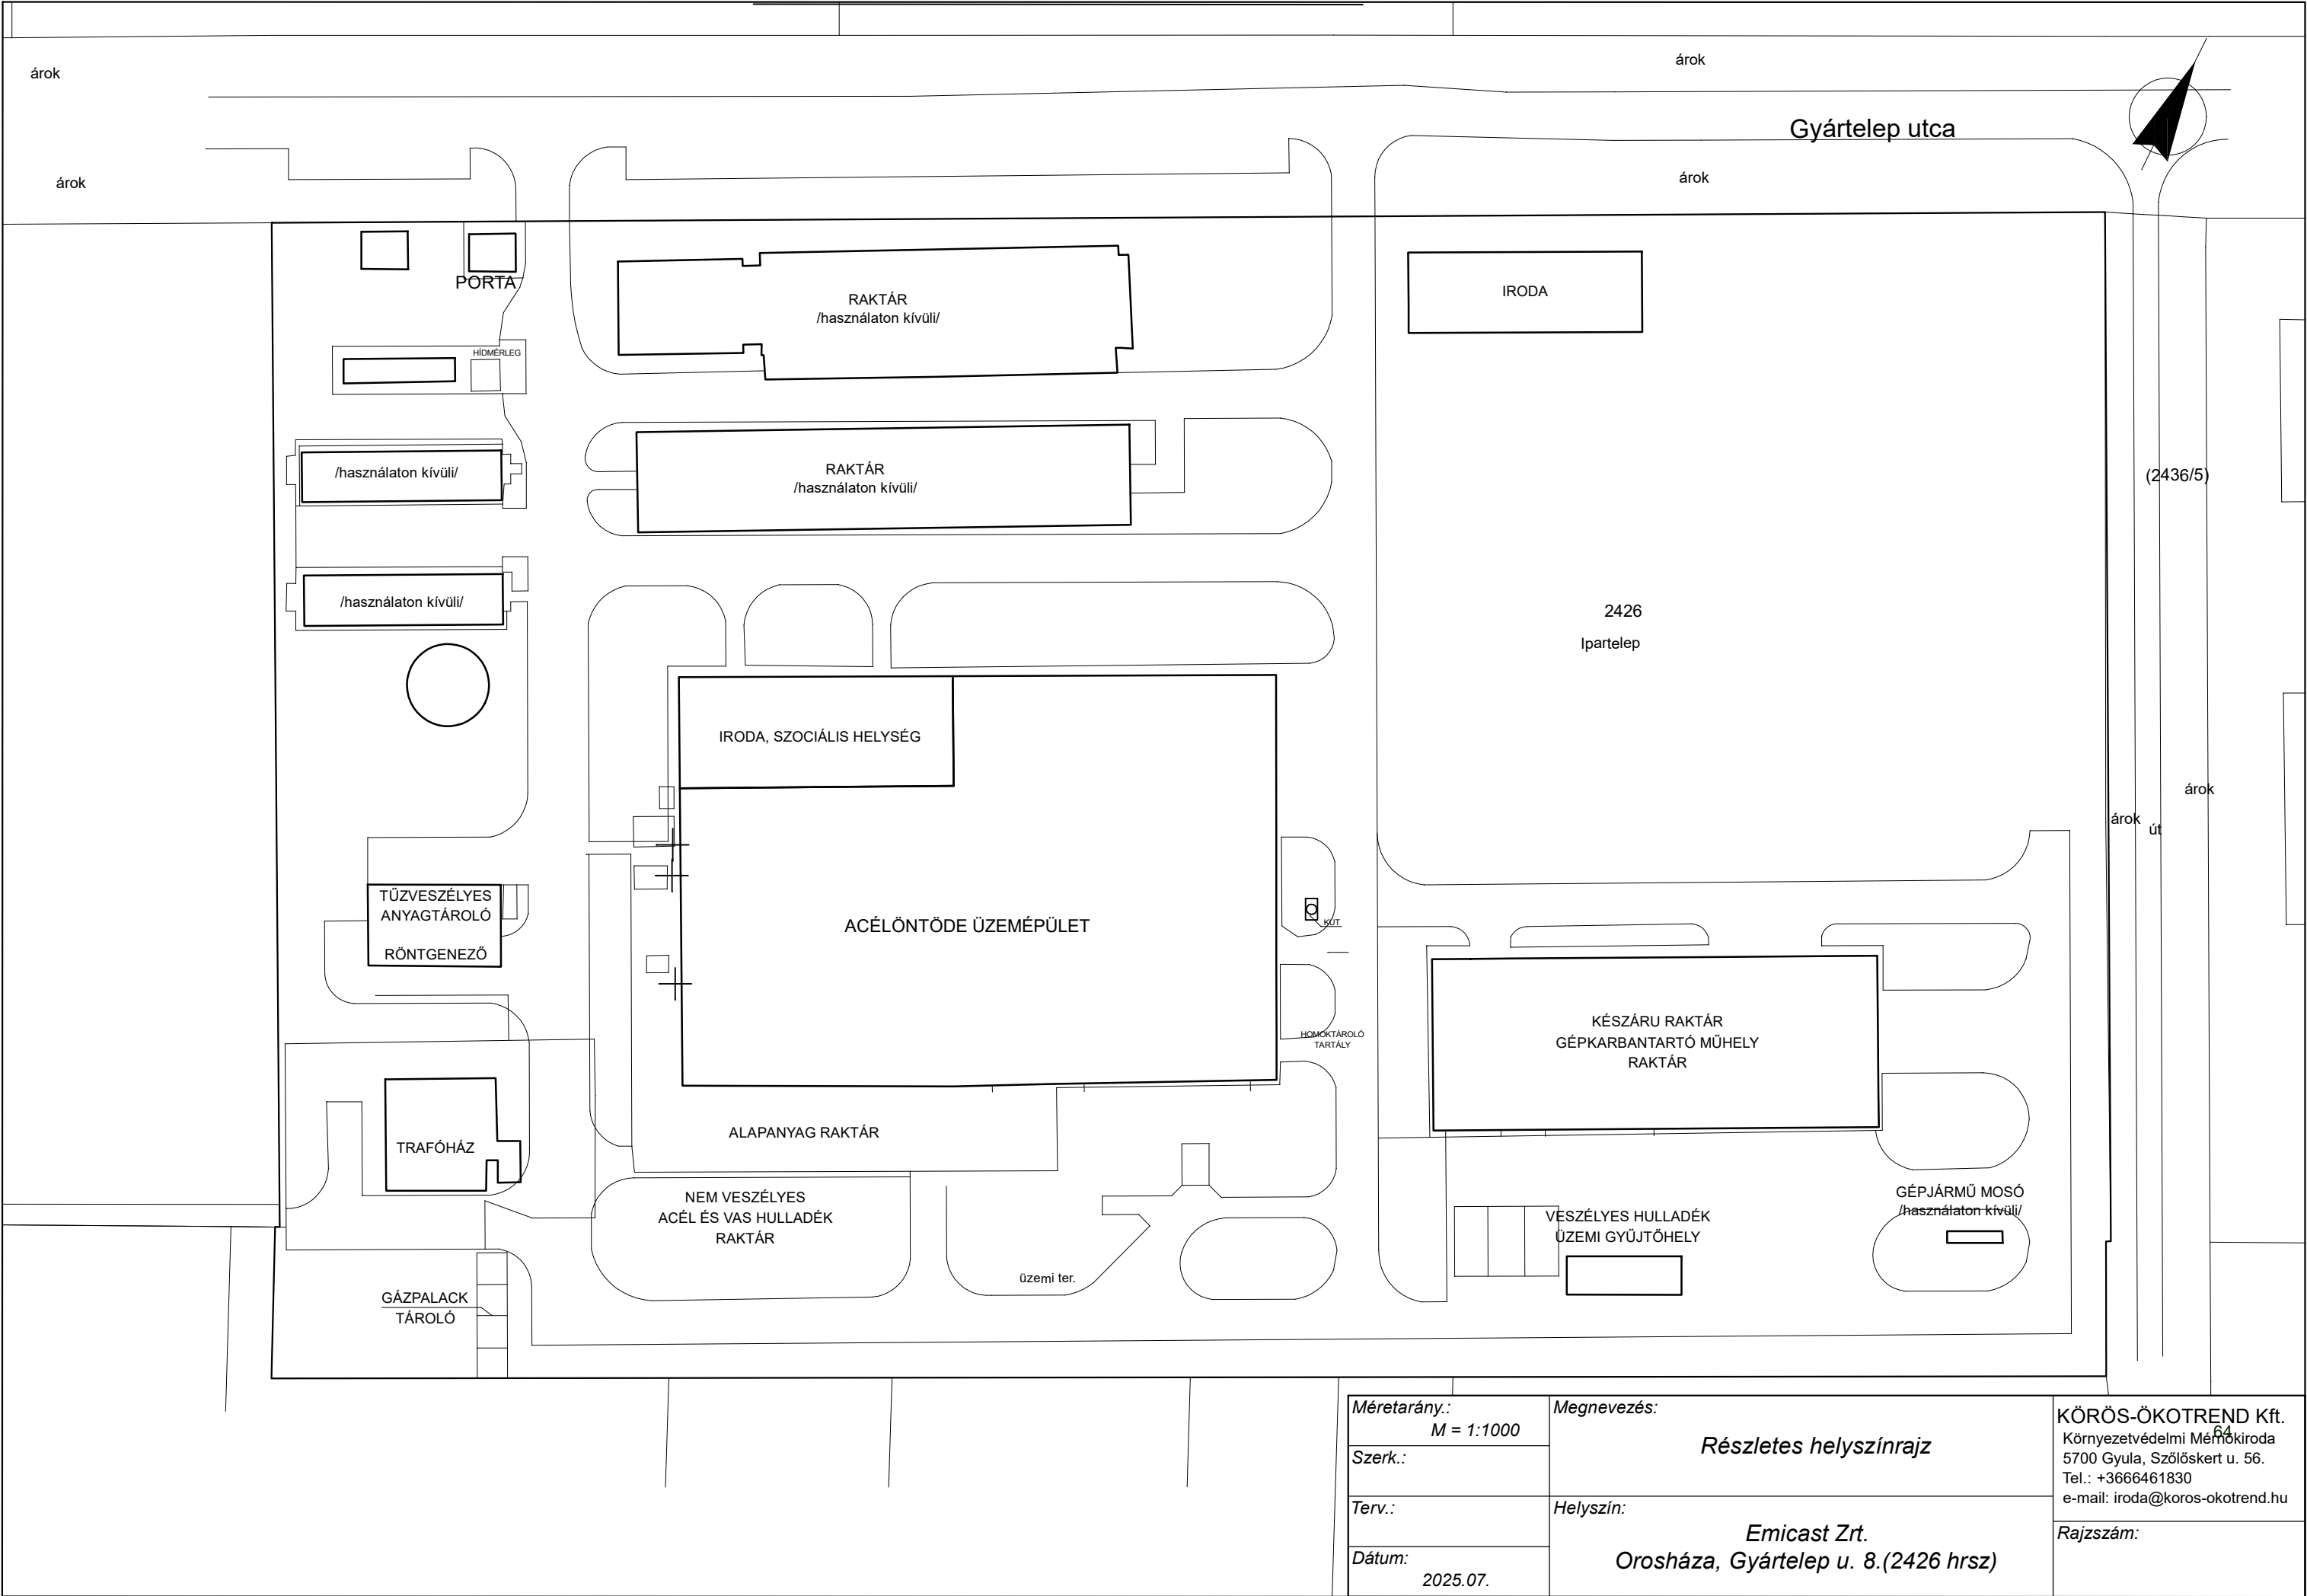 árok
árok
Gyártelep utca
árok
árok
PORTA
RAKTÁR
/használaton kívüli/
IRODA
HÍDMÉRLEG
/használaton kívüli/
RAKTÁR
/használaton kívüli/
(2436/5)
/használaton kívüli/
2426
Ipartelep
IRODA, SZOCIÁLIS HELYSÉG
árok
árok
út
TŰZVESZÉLYES
ANYAGTÁROLÓ
RÖNTGENEZŐ
ACÉLÖNTÖDE ÜZEMÉPÜLET
KÚT
HOMOKTÁROLÓ
TARTÁLY
KÉSZÁRU RAKTÁR
GÉPKARBANTARTÓ MŰHELY
RAKTÁR
TRAFÓHÁZ
ALAPANYAG RAKTÁR
NEM VESZÉLYES
ACÉL ÉS VAS HULLADÉK
RAKTÁR
VESZÉLYES HULLADÉK
ÜZEMI GYŰJTŐHELY
GÉPJÁRMŰ MOSÓ
/használaton kívüli/
üzemi ter.
GÁZPALACK
TÁROLÓ
Méretarány.:
M = 1:1000
Szerk.:
Terv.:
Dátum:
2025.07.
Megnevezés:
Részletes helyszínrajz
Helyszín:
Emicast Zrt.
Orosháza, Gyártelep u. 8.(2426 hrsz)
KÖRÖS-ÖKOTREND Kft.
64
Környezetvédelmi Mérnökiroda
5700 Gyula, Szőlőskert u. 56.
Tel.: +3666461830
e-mail: iroda@koros-okotrend.hu
Rajzszám: